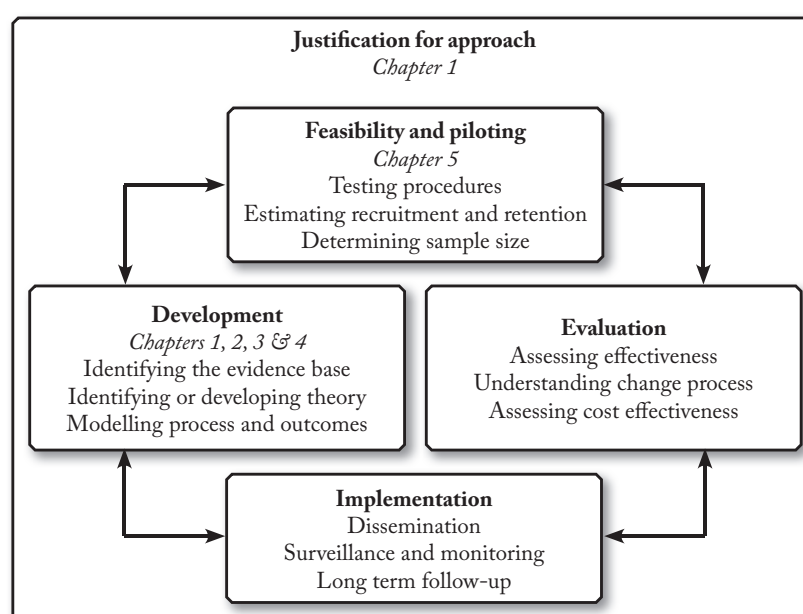 Justification for approach
Chapter 1
Feasibility and piloting
Chapter 5
Testing procedures
Estimating recruitment and retention
Determining sample size
Development
Chapters 1, 2, 3 & 4
Identifying the evidence base
Identifying or developing theory
Modelling process and outcomes
Evaluation
Assessing effectiveness
Understanding change process
Assessing cost effectiveness
Implementation
Dissemination
Surveillance and monitoring
Long term follow-up